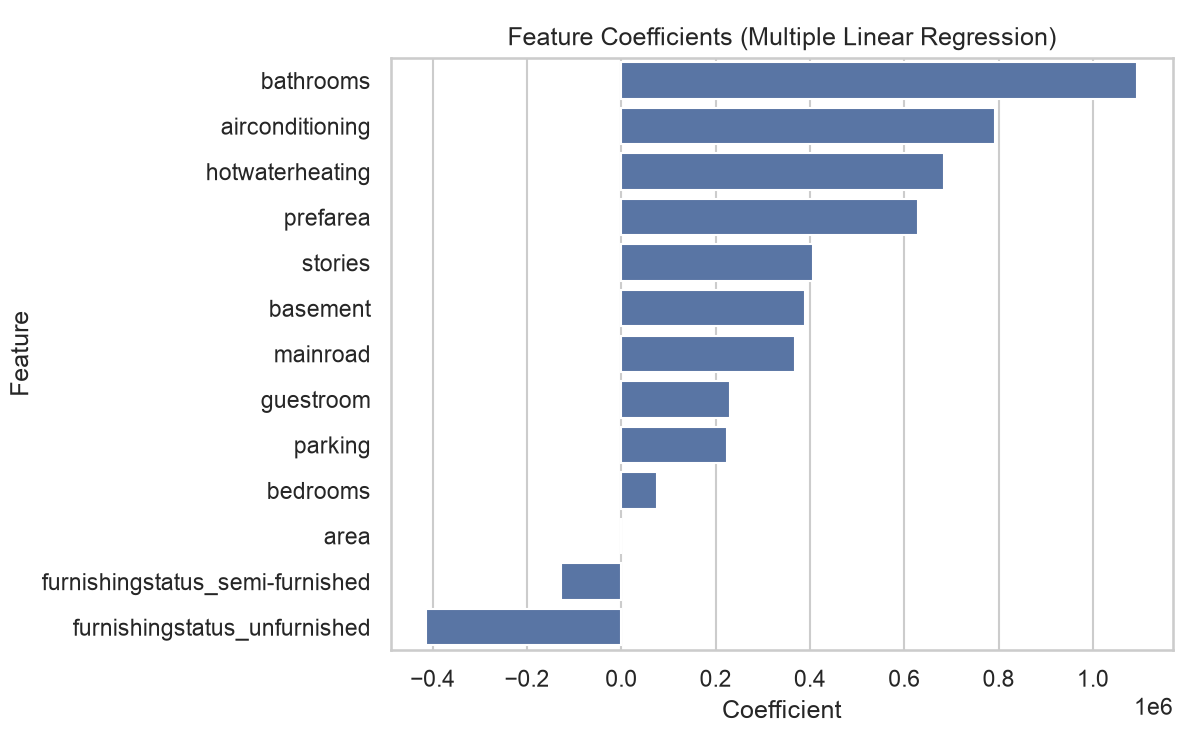 Feature Coefficients (Multiple Linear Regression)
Feature
bathrooms
airconditioning
hotwaterheating
prefarea
stories
basement
mainroad
guestroom
parking
bedrooms
area
furnishingstatus_semi-furnished
furnishingstatus_unfurnished
−0.4 −0.2 0.0 0.2 0.4 0.6 0.8 1.0
Coefficient
1e6